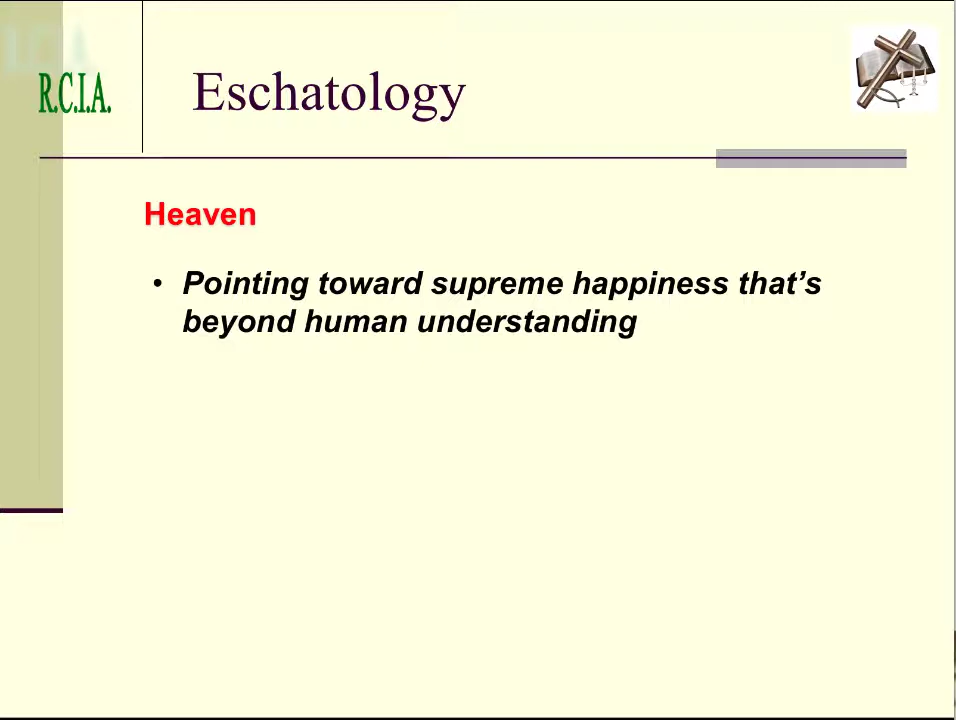 R.C.I.A.
Eschatology
Heaven
• Pointing toward supreme happiness that’s
beyond human understanding